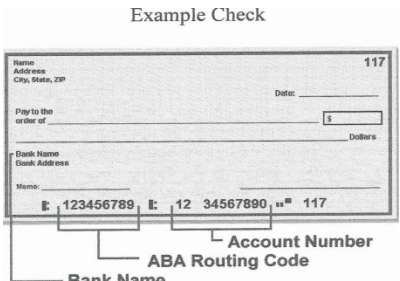 Example Check
Name 117
Address
City, State, ZIP
Date:
Pay to the
order of $
Dollars
Bank Name
Bank Address
Memo:
⑆ 123456789 ⑆ 12 34567890 ⑈ 117
Account Number
ABA Routing Code
Bank Name